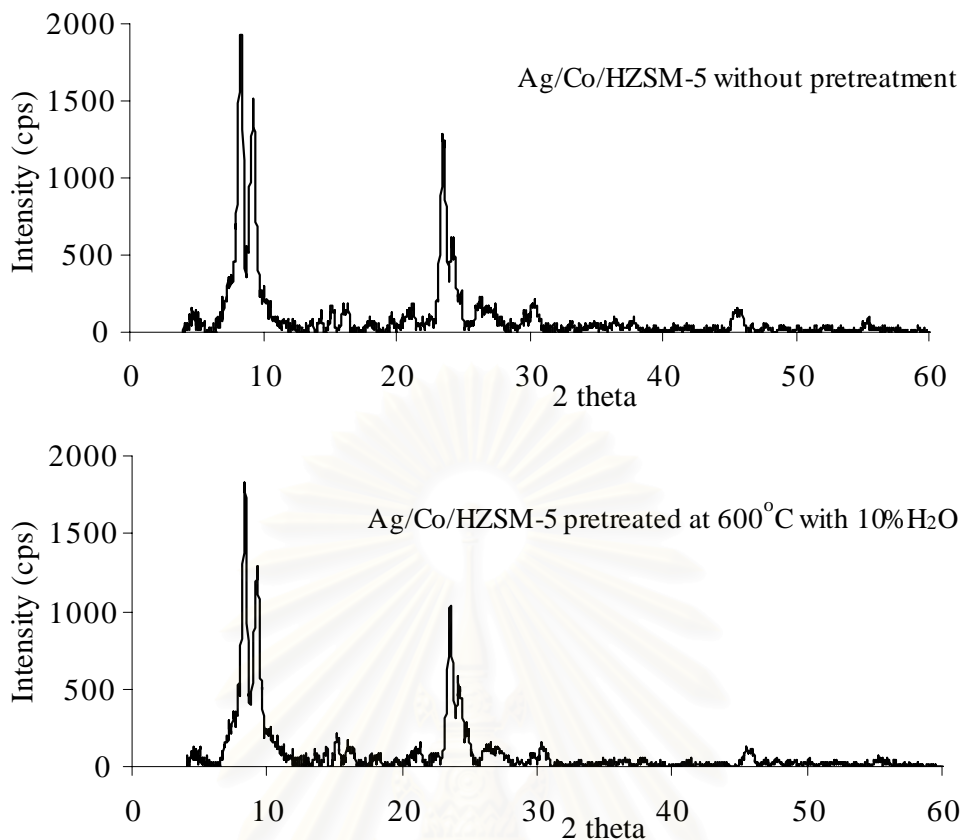 2000
Ag/Co/HZSM-5 without pretreatment
1500
1000
500
0
Intensity (cps)
0 10 20 30 40 50 60
2 theta
2000
Ag/Co/HZSM-5 pretreated at 600°C with 10%H₂O
1500
1000
500
0
Intensity (cps)
0 10 20 30 40 50 60
2 theta